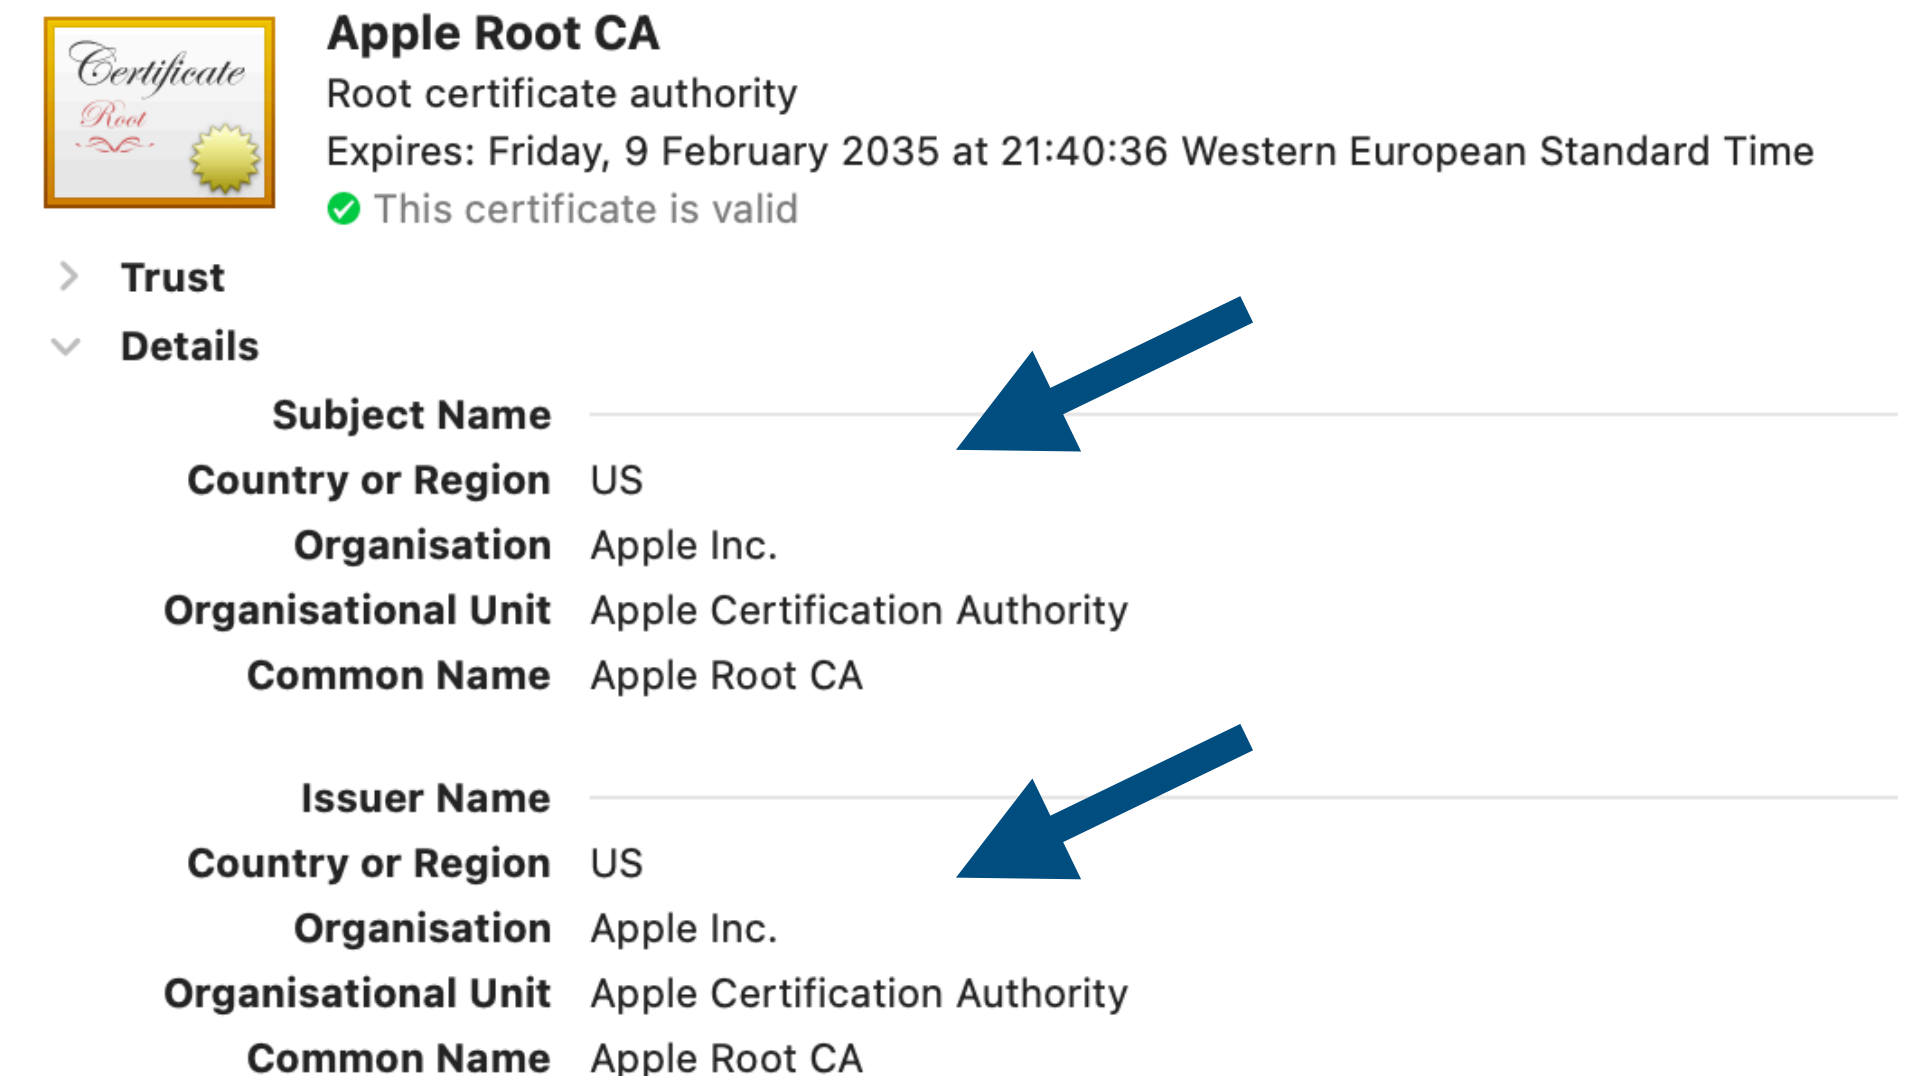 Certificate
Root
Apple Root CA
Root certificate authority
Expires: Friday, 9 February 2035 at 21:40:36 Western European Standard Time
This certificate is valid
Trust
Details
Subject Name
Country or Region US
Organisation Apple Inc.
Organisational Unit Apple Certification Authority
Common Name Apple Root CA
Issuer Name
Country or Region US
Organisation Apple Inc.
Organisational Unit Apple Certification Authority
Common Name Apple Root CA